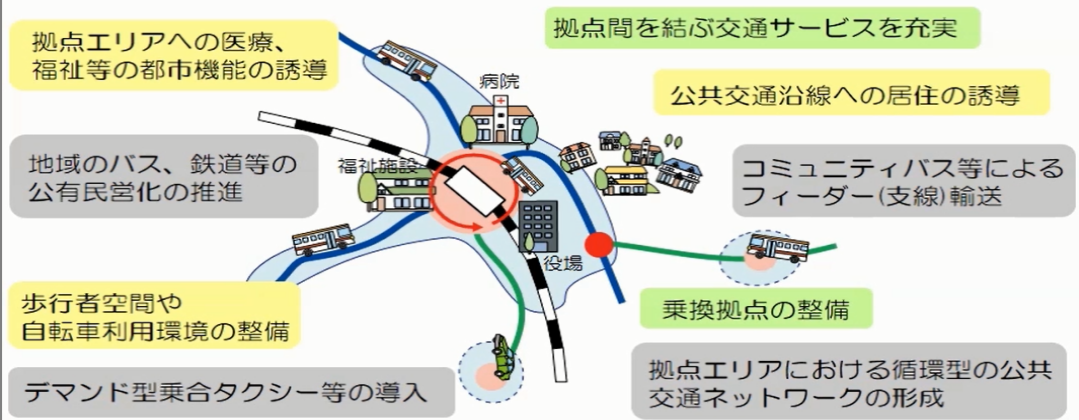 拠点エリアへの医療、
福祉等の都市機能の誘導
拠点間を結ぶ交通サービスを充実
病院
公共交通沿線への居住の誘導
地域のバス、鉄道等の
公有民営化の推進
福祉施設
コミュニティバス等による
フィーダー(支線)輸送
役場
歩行者空間や
自転車利用環境の整備
乗換拠点の整備
デマンド型乗合タクシー等の導入
拠点エリアにおける循環型の公共
交通ネットワークの形成